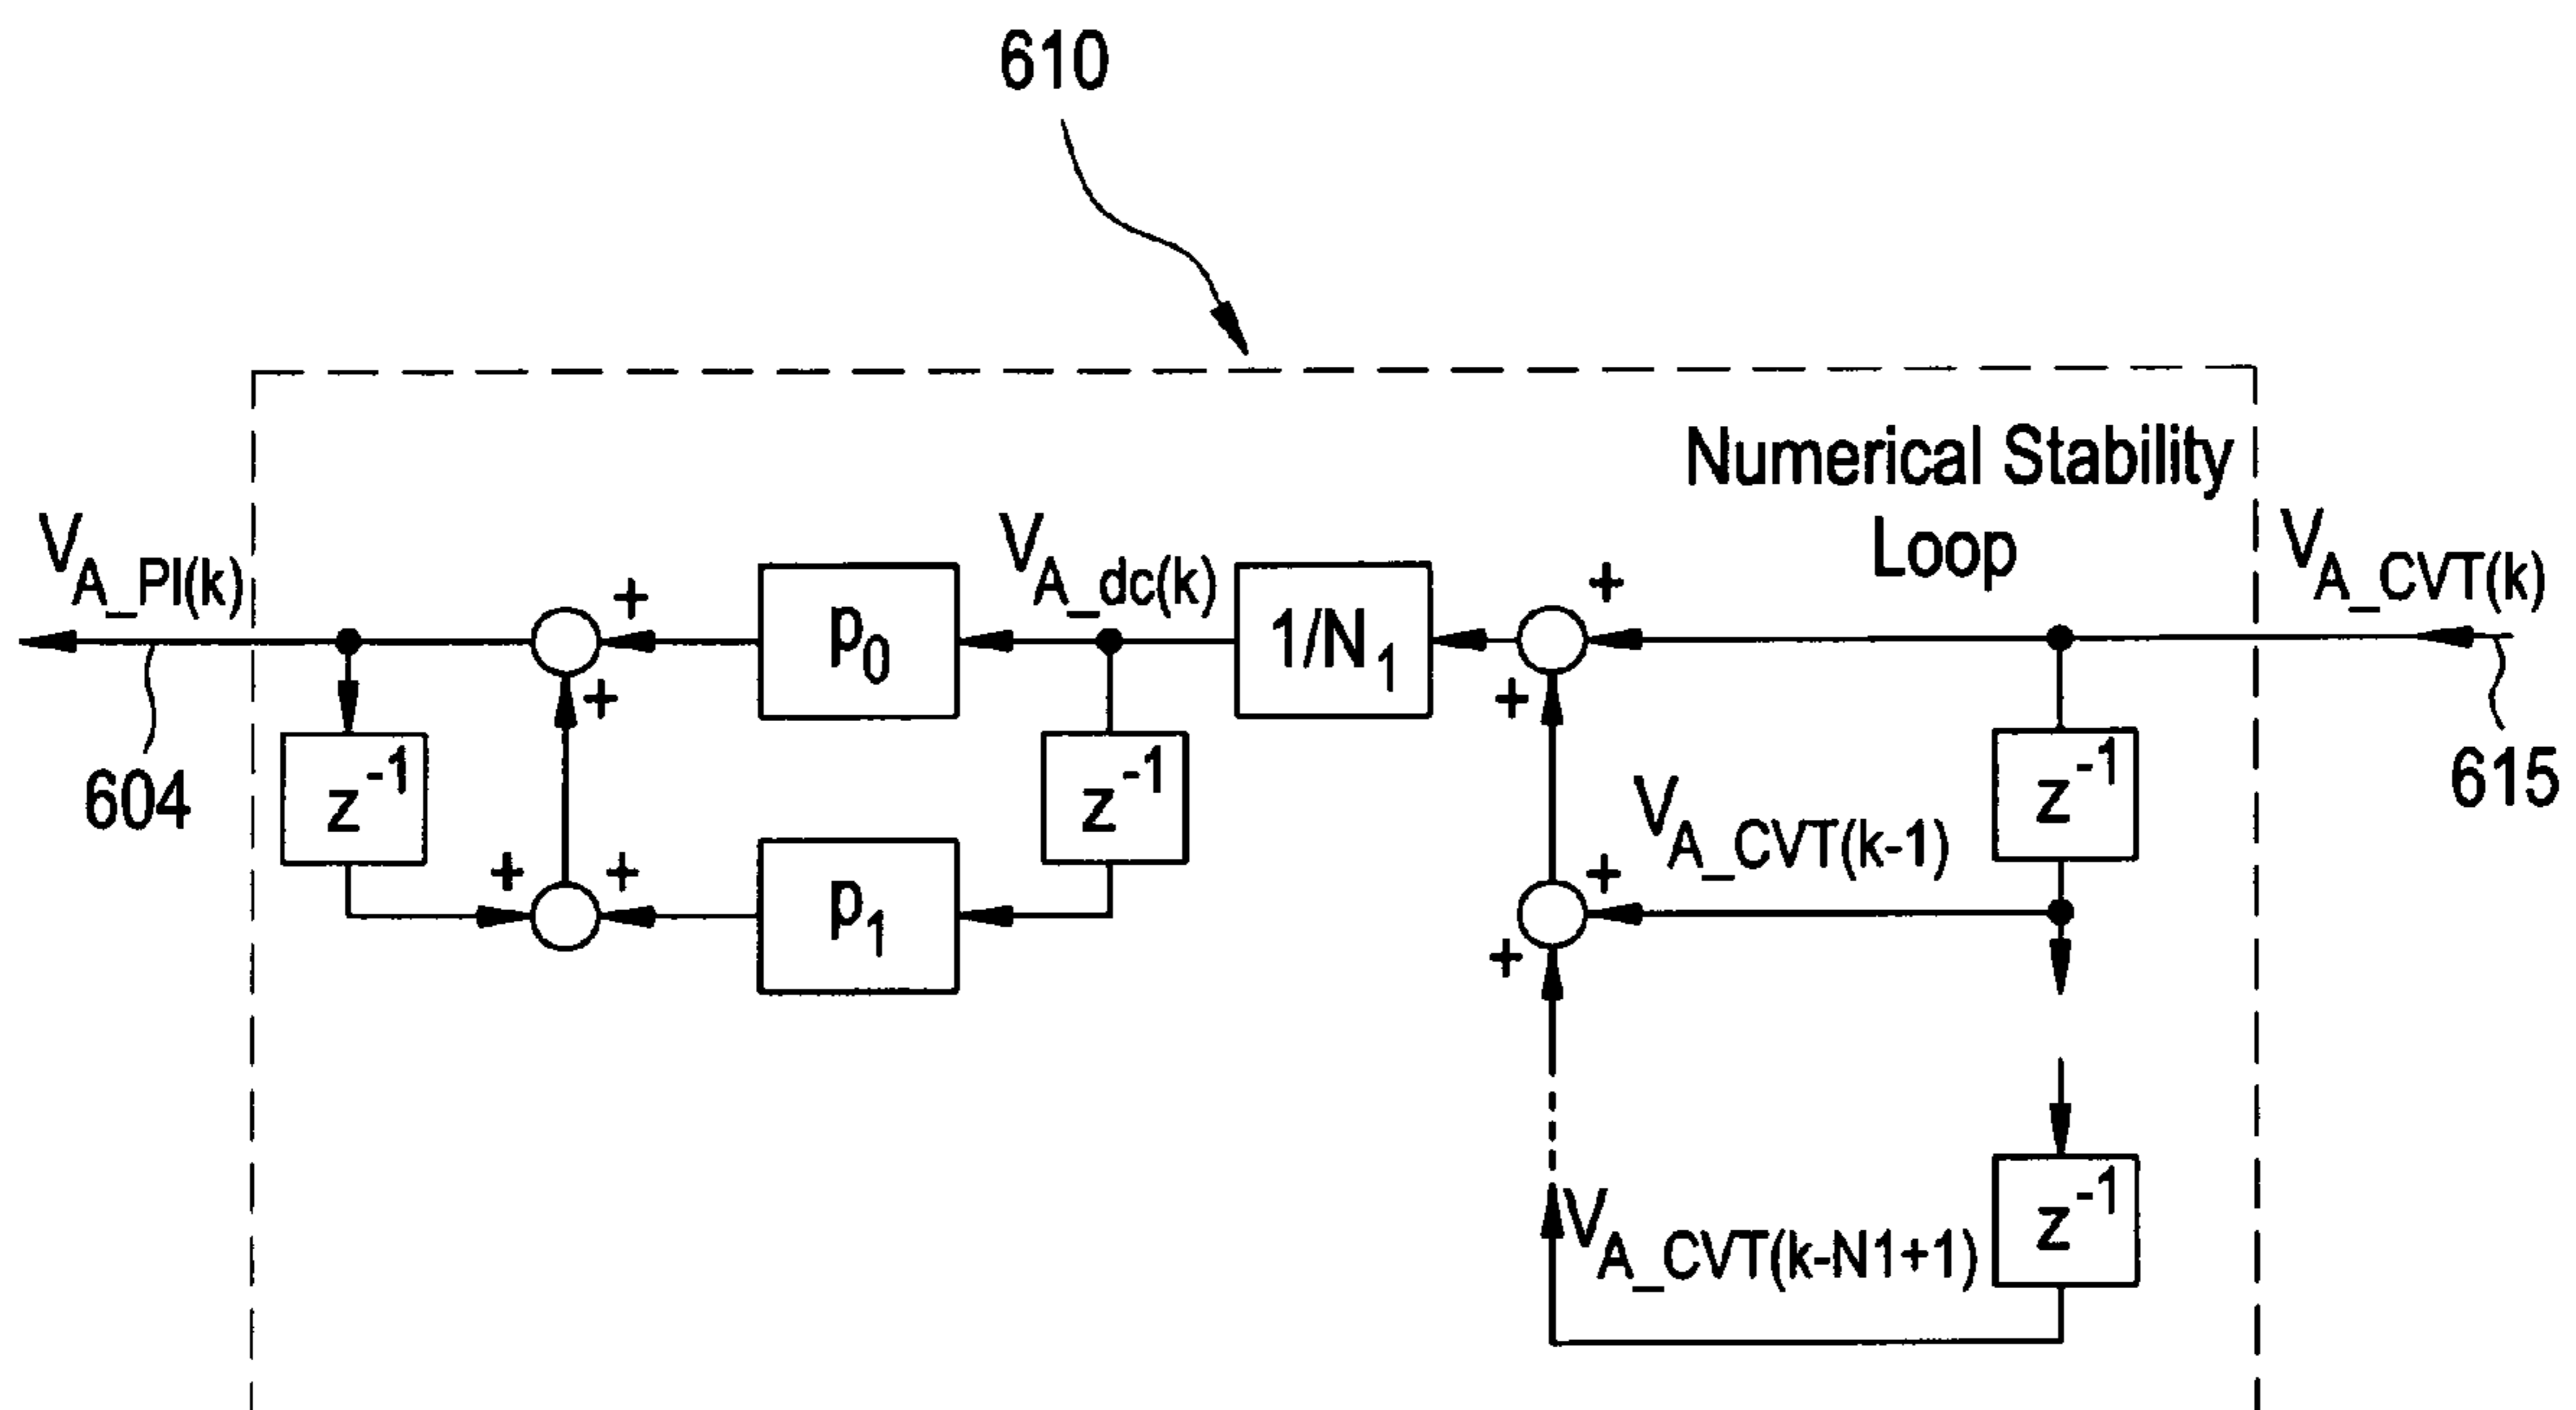 610
Numerical Stability
Loop
V_A_PI(k)
V_A_dc(k)
V_A_CVT(k)
+
+
p_0
1/N_1
+
+
604
z^-1
z^-1
z^-1
615
V_A_CVT(k-1)
+
+
+
+
p_1
z^-1
V_A_CVT(k-N1+1)